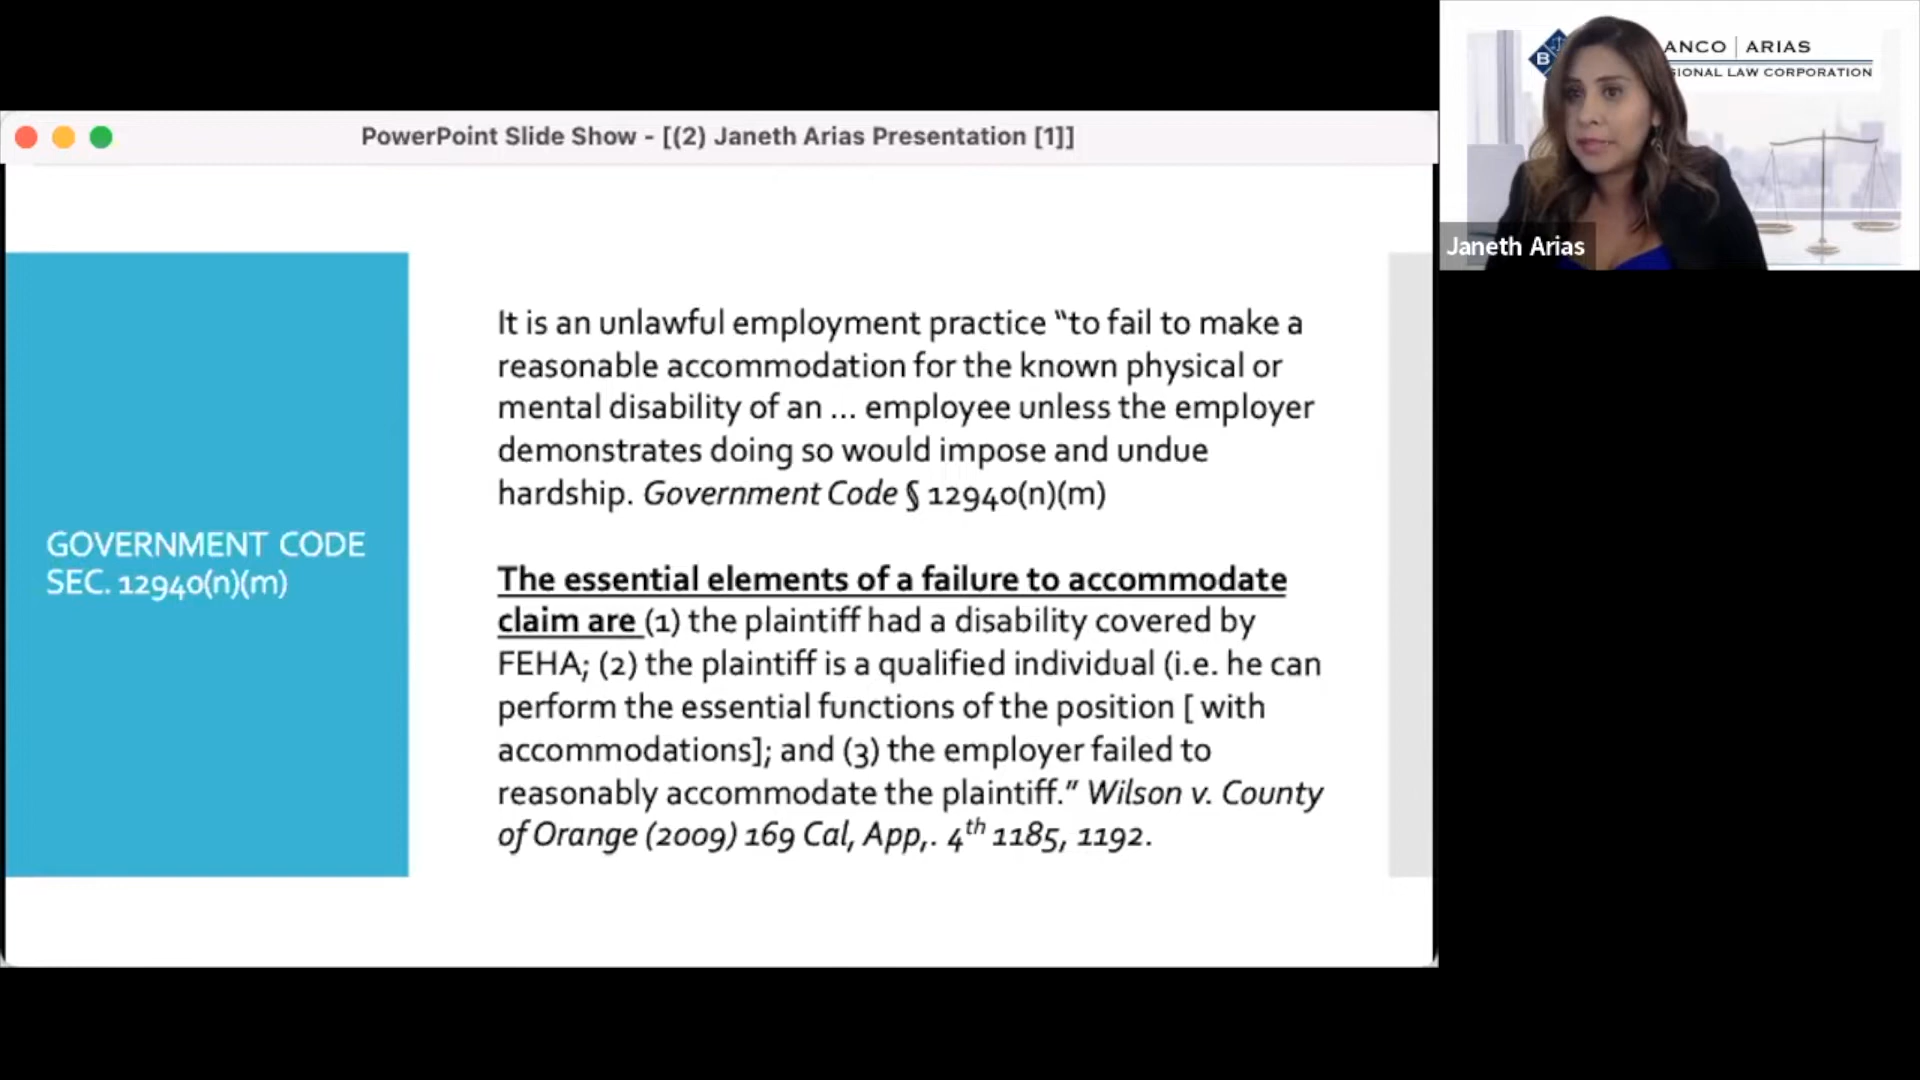 PowerPoint Slide Show - [(2) Janeth Arias Presentation [1]]
GOVERNMENT CODE
SEC. 12940(n)(m)
It is an unlawful employment practice “to fail to make a
reasonable accommodation for the known physical or
mental disability of an ... employee unless the employer
demonstrates doing so would impose and undue
hardship. Government Code § 12940(n)(m)
The essential elements of a failure to accommodate
claim are (1) the plaintiff had a disability covered by
FEHA; (2) the plaintiff is a qualified individual (i.e. he can
perform the essential functions of the position [ with
accommodations]; and (3) the employer failed to
reasonably accommodate the plaintiff.” Wilson v. County
of Orange (2009) 169 Cal, App,. 4th 1185, 1192.
B
ANCO | ARIAS
SIONAL LAW CORPORATION
Janeth Arias